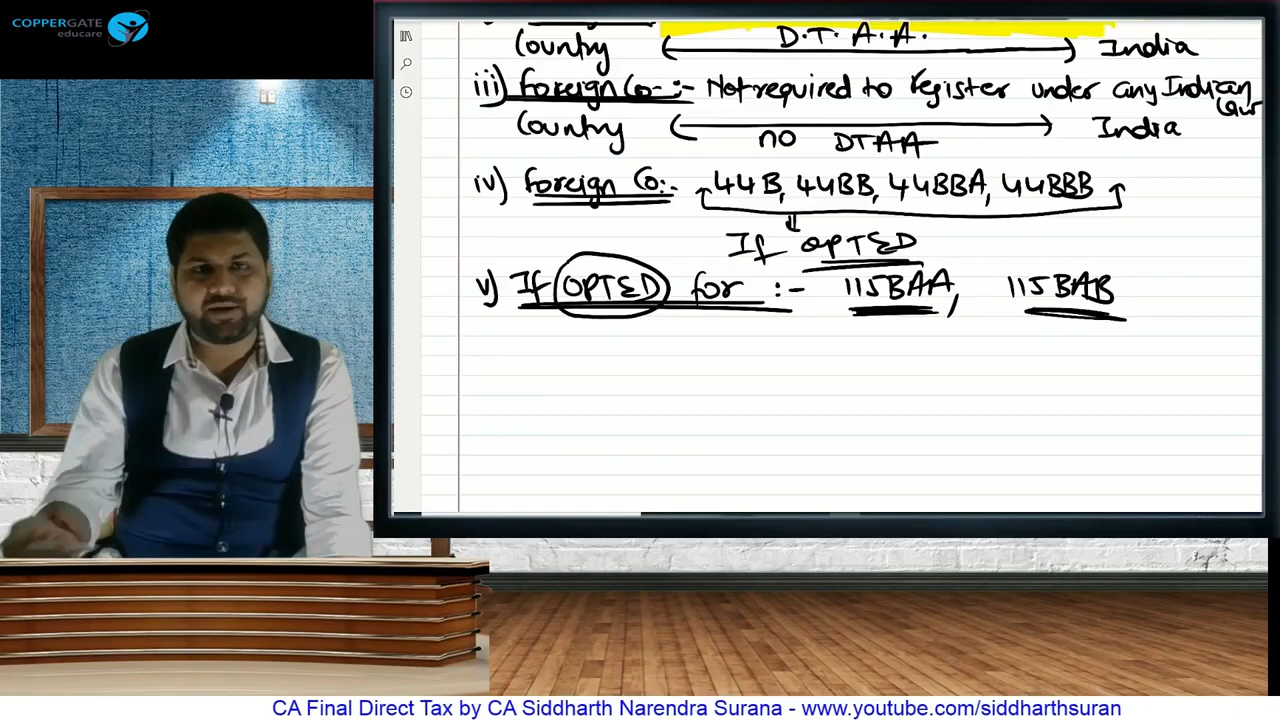 COPPERGATE
educare
Country D.T.A.A. India
iii) Foreign Co. :- Not required to register under any Indian Law
Country no DTAA India
iv) Foreign Co. :- 44B, 44BB, 44BBA, 44BBB
If OPTED
v) If OPTED for :- 115BAA, 115BAB
CA Final Direct Tax by CA Siddharth Narendra Surana - www.youtube.com/siddharthsuran